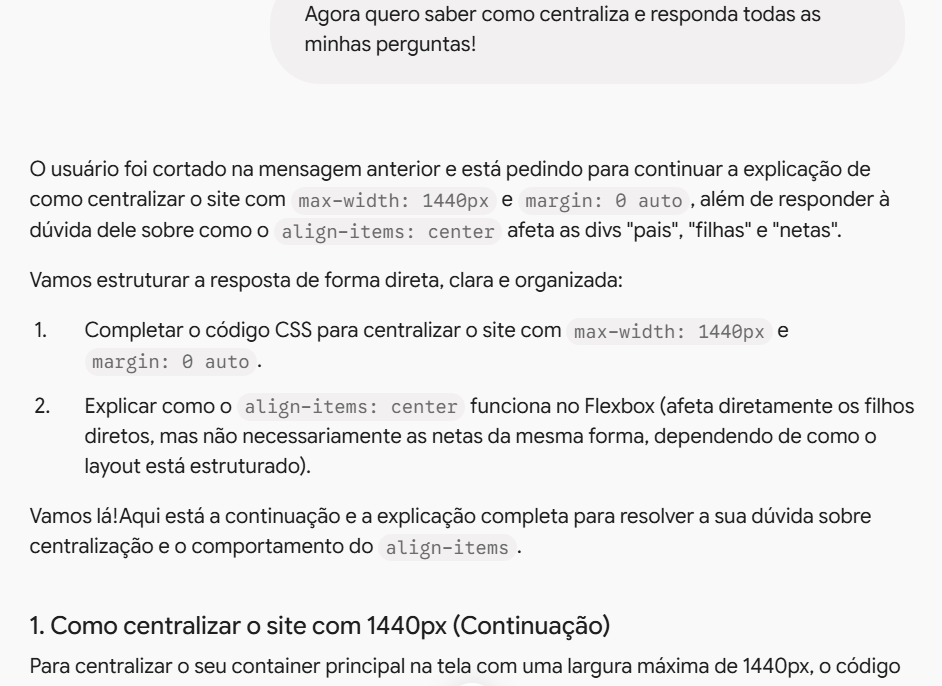 Agora quero saber como centraliza e responda todas as
minhas perguntas!
O usuário foi cortado na mensagem anterior e está pedindo para continuar a explicação de
como centralizar o site com max-width: 1440px e margin: 0 auto , além de responder à
dúvida dele sobre como o align-items: center afeta as divs "pais", "filhas" e "netas".
Vamos estruturar a resposta de forma direta, clara e organizada:
1. Completar o código CSS para centralizar o site com max-width: 1440px e
margin: 0 auto .
2. Explicar como o align-items: center funciona no Flexbox (afeta diretamente os filhos
diretos, mas não necessariamente as netas da mesma forma, dependendo de como o
layout está estruturado).
Vamos lá!Aqui está a continuação e a explicação completa para resolver a sua dúvida sobre
centralização e o comportamento do align-items .
1. Como centralizar o site com 1440px (Continuação)
Para centralizar o seu container principal na tela com uma largura máxima de 1440px, o código